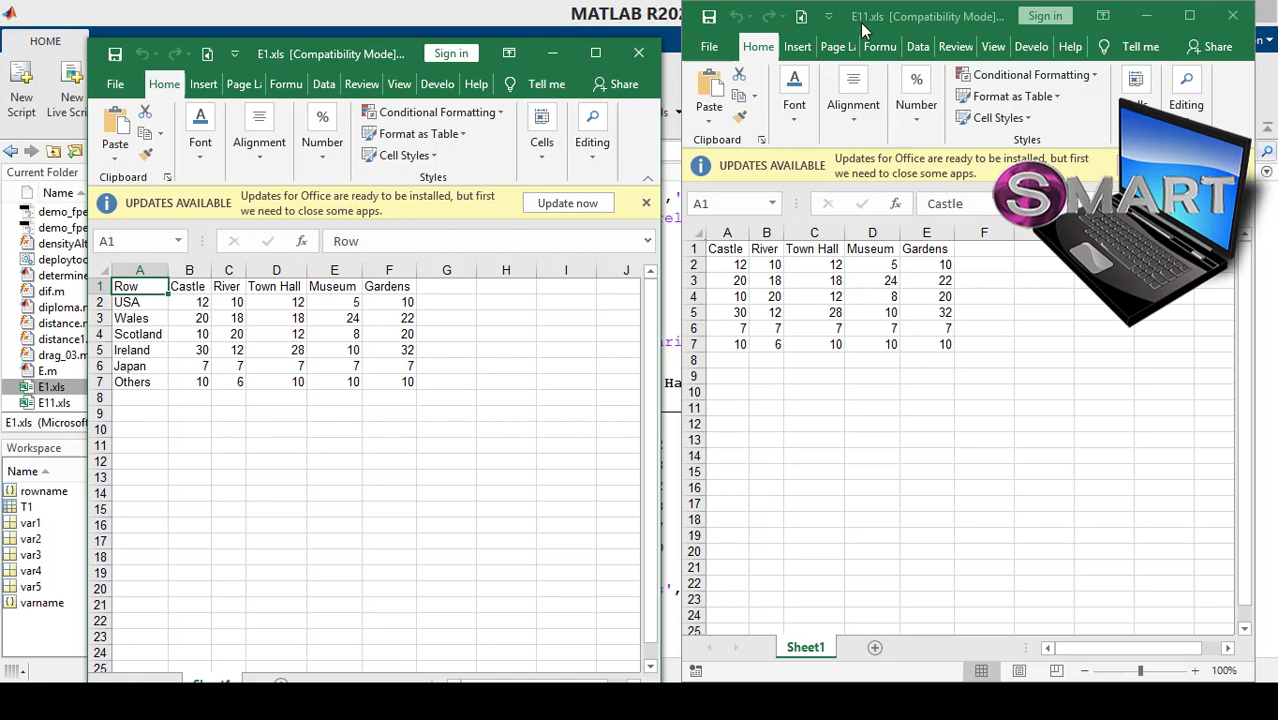 MATLAB R202
HOME
New Script
New Live Scri
Current Folder
Name
demo_fpe
demo_fpe
densityAlt
deploytoo
determine
dif.m
diploma.m
distance.m
distance1.
drag_03.m
E.m
E1.xls
E11.xls
E1.xls (Microsof
Workspace
Name
rowname
T1
var1
var2
var3
var4
var5
varname
E1.xls [Compatibility Mode]...
Sign in
File Home Insert Page La Formu Data Review View Develo Help Tell me Share
Paste Font Alignment % Number Conditional Formatting Format as Table Cell Styles Cells Editing
Clipboard Styles
UPDATES AVAILABLE Updates for Office are ready to be installed, but first we need to close some apps. Update now
A1 fx Row
A B C D E F G H I J
1 Row Castle River Town Hall Museum Gardens
2 USA 12 10 12 5 10
3 Wales 20 18 18 24 22
4 Scotland 10 20 12 8 20
5 Ireland 30 12 28 10 32
6 Japan 7 7 7 7 7
7 Others 10 6 10 10 10
8
9
10
11
12
13
14
15
16
17
18
19
20
21
22
23
24
25
E11.xls [Compatibility Mode]...
Sign in
File Home Insert Page La Formu Data Review View Develo Help Tell me Share
Paste Font Alignment % Number Conditional Formatting Format as Table Cell Styles Editing
Clipboard Styles
UPDATES AVAILABLE Updates for Office are ready to be installed, but first we need to close some apps.
SMART
A1 fx Castle
A B C D E F
1 Castle River Town Hall Museum Gardens
2 12 10 12 5 10
3 20 18 18 24 22
4 10 20 12 8 20
5 30 12 28 10 32
6 7 7 7 7 7
7 10 6 10 10 10
8
9
10
11
12
13
14
15
16
17
18
19
20
21
22
23
24
25
Sheet1
100%